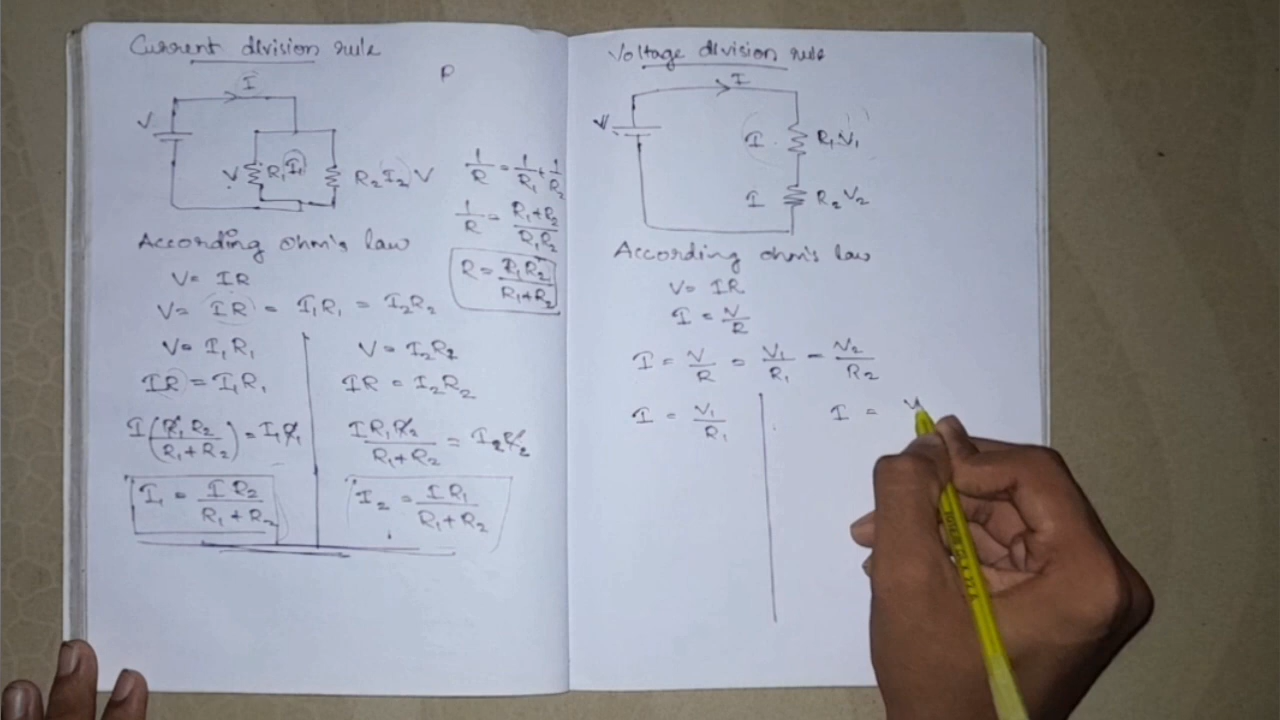 Current division rule
P
I
V
V R₁ I₁
R₂ I₂ V
1/R = 1/R₁ + 1/R₂
1/R = R₁+R₂/R₁R₂
R = R₁R₂/R₁+R₂
According ohm's law
V = IR
V = IR = I₁R₁ = I₂R₂
V = I₁R₁
IR = I₁R₁
I(R₁R₂/R₁+R₂) = I₁R₁
I₁ = IR₂/R₁+R₂
V = I₂R₂
IR = I₂R₂
IR₁R₂/R₁+R₂ = I₂R₂
I₂ = IR₁/R₁+R₂
Voltage division rule
I
V
I R₁ V₁
I R₂ V₂
According ohm's law
V = IR
I = V/R
I = V/R = V₁/R₁ = V₂/R₂
I = V₁/R₁
I = V